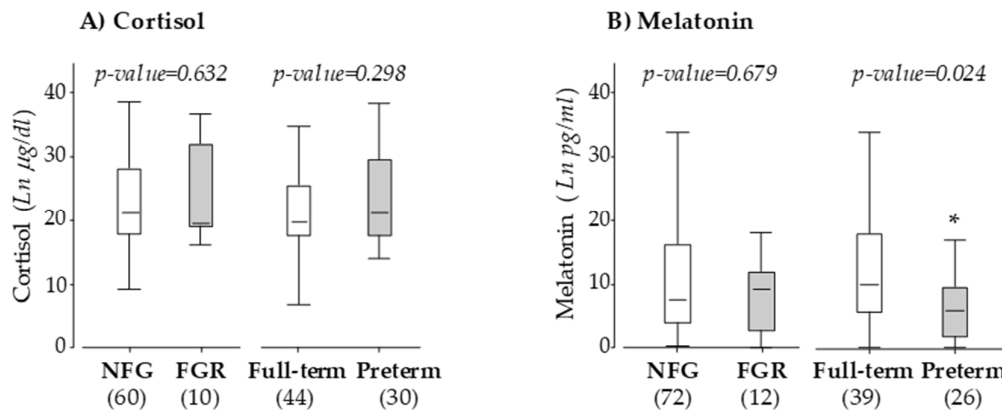 A) Cortisol
p-value=0.632 p-value=0.298
Cortisol (Ln µg/dl)
40
30
20
10
0
NFG FGR Full-term Preterm
(60) (10) (44) (30)
B) Melatonin
p-value=0.679 p-value=0.024
Melatonin ( Ln pg/ml)
40
30
20
10
0
*
NFG FGR Full-term Preterm
(72) (12) (39) (26)